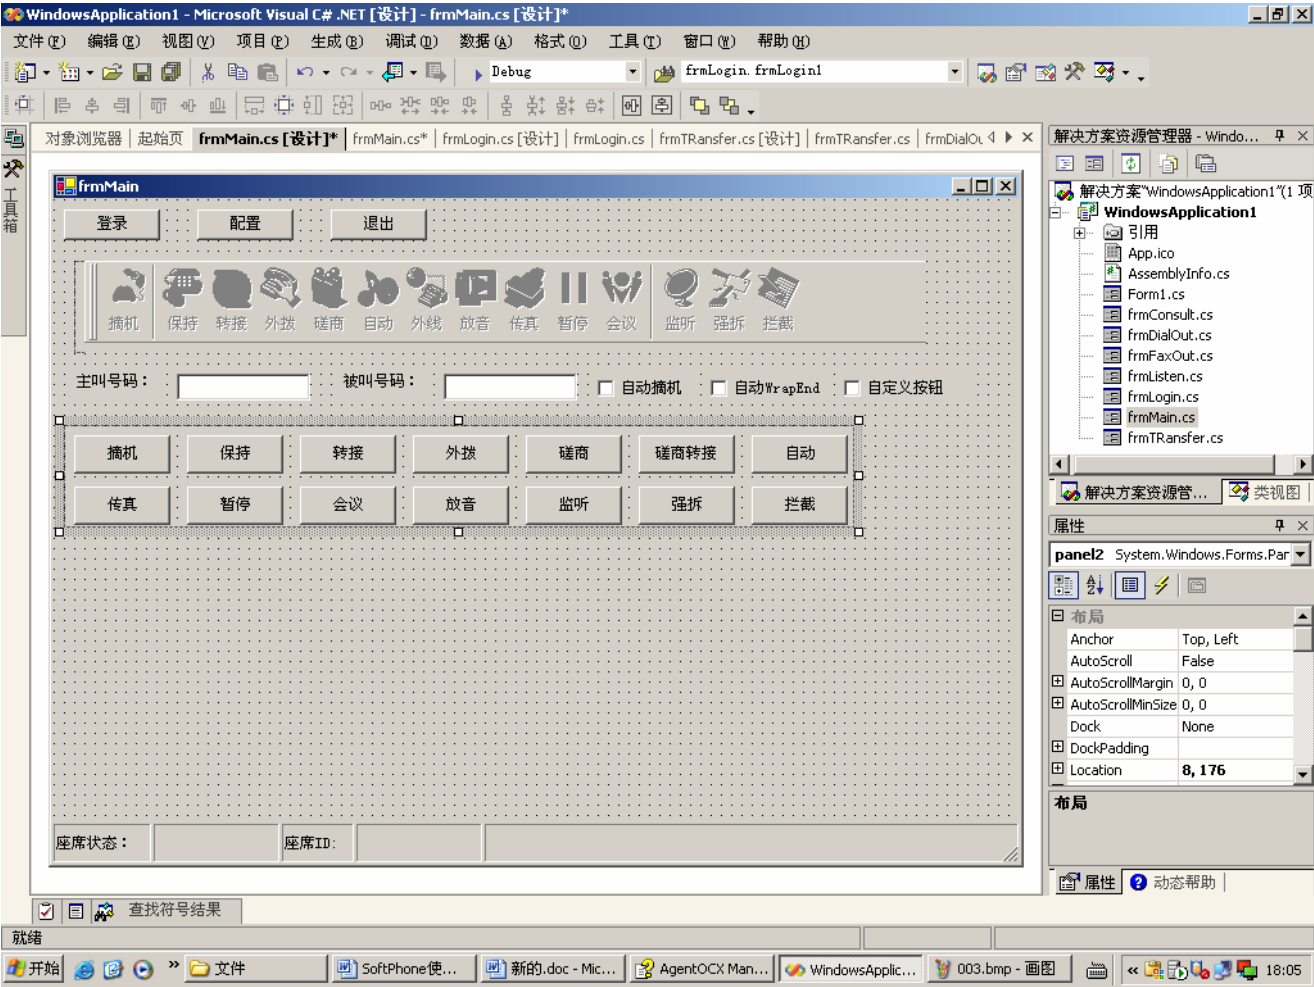 WindowsApplication1 - Microsoft Visual C# .NET [设计] - frmMain.cs [设计]*
文件(F) 编辑(E) 视图(V) 项目(P) 生成(B) 调试(D) 数据(A) 格式(O) 工具(T) 窗口(W) 帮助(H)
Debug frmLogin.frmLogin1
对象浏览器 起始页 frmMain.cs [设计]* frmMain.cs* frmLogin.cs [设计] frmLogin.cs frmTRansfer.cs [设计] frmTRansfer.cs frmDialOu
工具箱
frmMain
登录 配置 退出
摘机 保持 转接 外拨 磋商 自动 外线 放音 传真 暂停 会议 监听 强拆 拦截
主叫号码： 被叫号码： 自动摘机 自动WrapEnd 自定义按钮
摘机 保持 转接 外拨 磋商 磋商转接 自动
传真 暂停 会议 放音 监听 强拆 拦截
座席状态： 座席ID:
解决方案资源管理器 - Windo...
解决方案"WindowsApplication1"(1 项
WindowsApplication1
引用
App.ico
AssemblyInfo.cs
Form1.cs
frmConsult.cs
frmDialOut.cs
frmFaxOut.cs
frmListen.cs
frmLogin.cs
frmMain.cs
frmTRansfer.cs
解决方案资源管... 类视图
属性
panel2 System.Windows.Forms.Par
布局
Anchor Top, Left
AutoScroll False
AutoScrollMargin 0, 0
AutoScrollMinSize 0, 0
Dock None
DockPadding
Location 8, 176
布局
属性 动态帮助
查找符号结果
就绪
开始 » 文件 SoftPhone使... 新的.doc - Mic... AgentOCX Man... WindowsApplic... 003.bmp - 画图 « 18:05